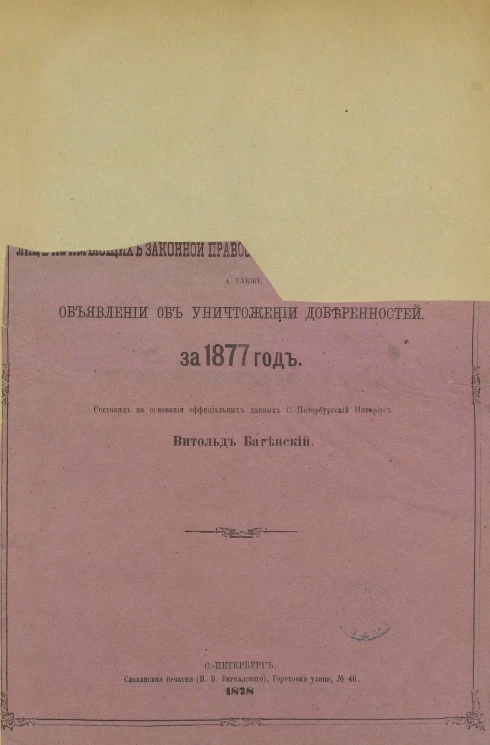 ЗАКОННОЙ
А ТАКЖЕ
ОБЪЯВЛЕНІИ ОБЪ УНИЧТОЖЕНІИ ДОВѢРЕННОСТЕЙ.
за 1877 годъ.
Составилъ на основаніи оффиціальныхъ данныхъ С.-Петербургскій Нотаріусъ
Витольдъ Багѣнскій.
С.-ПЕТЕРБУРГЪ.
Славянская печатня (И. В. Вернадскаго), Гороховая улица, № 46.
1878